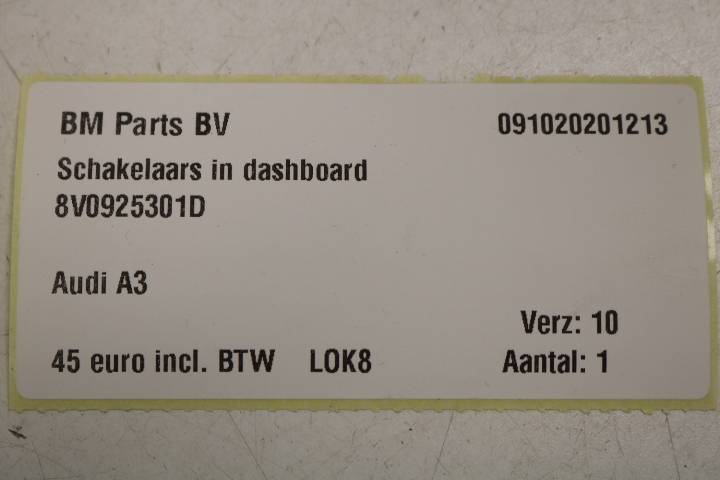 BM Parts BV 091020201213
Schakelaars in dashboard
8V0925301D
Audi A3
Verz: 10
45 euro incl. BTW LOK8 Aantal: 1